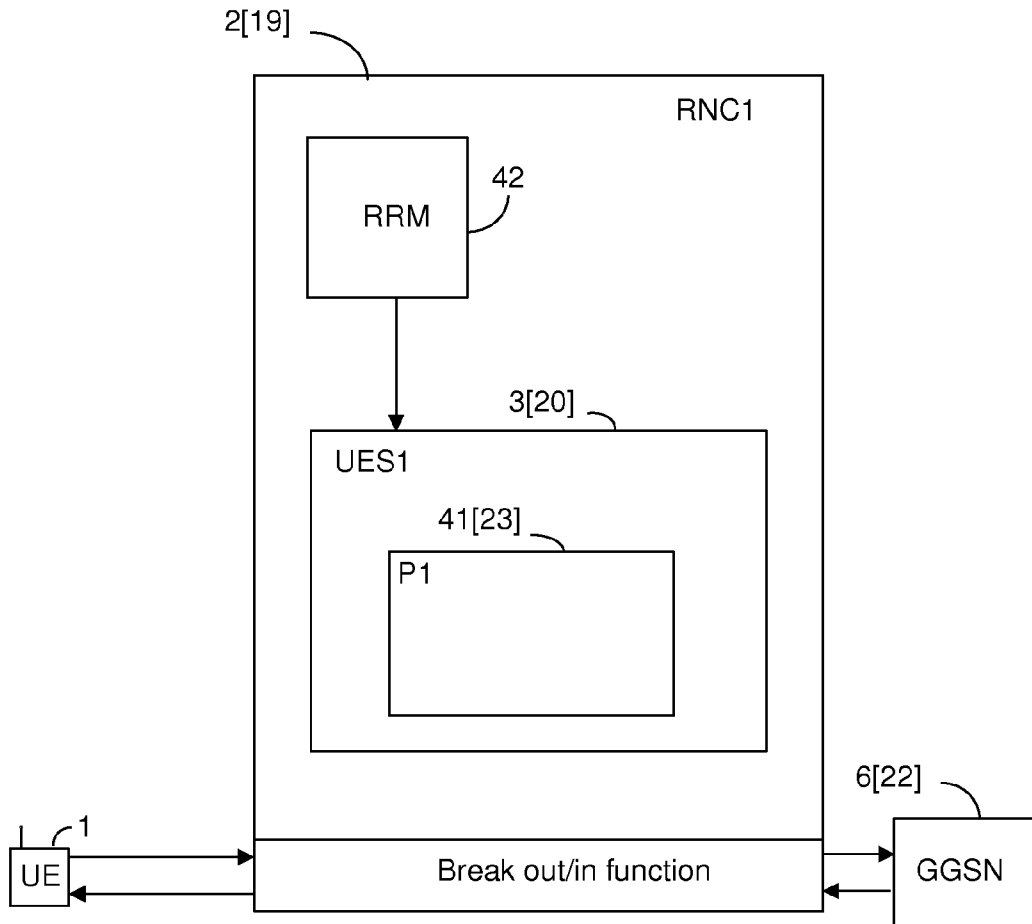 2[19]
RNC1
42
RRM
3[20]
UES1
41[23]
P1
6[22]
1
UE
Break out/in function
GGSN